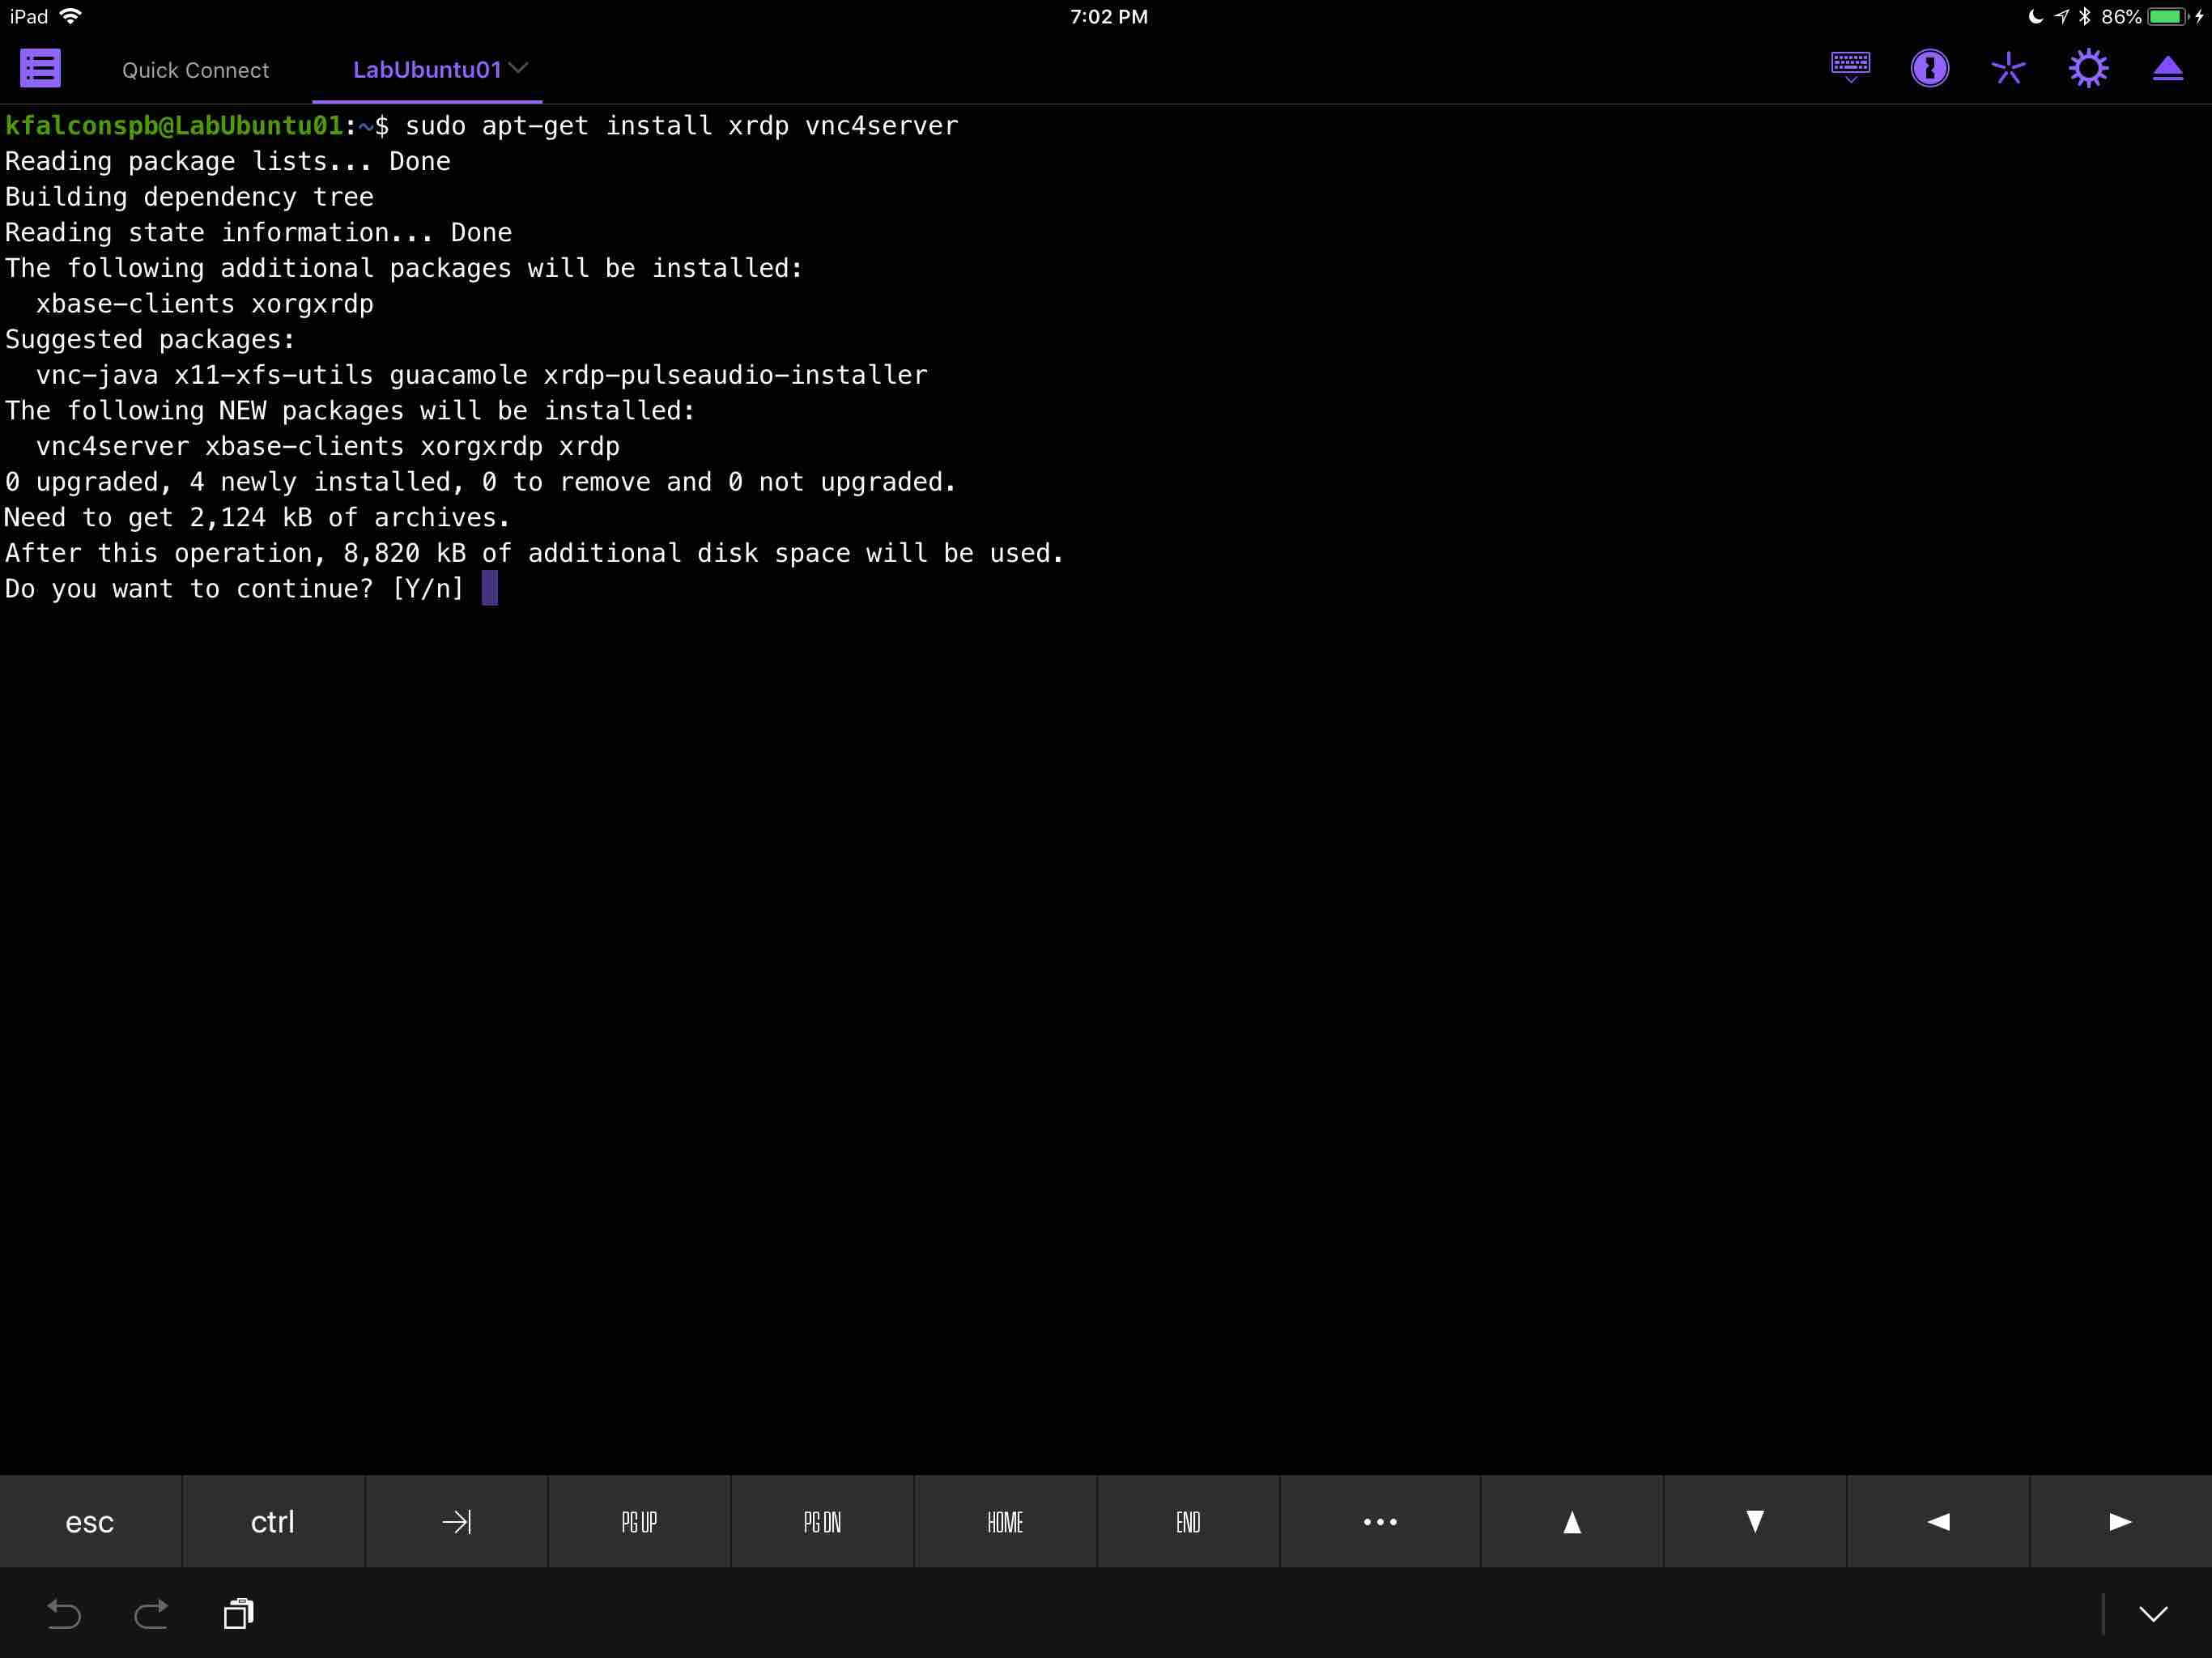 iPad 7:02 PM 86%
Quick Connect LabUbuntu01
kfalconspb@LabUbuntu01:~$ sudo apt-get install xrdp vnc4server
Reading package lists... Done
Building dependency tree
Reading state information... Done
The following additional packages will be installed:
  xbase-clients xorgxrdp
Suggested packages:
  vnc-java x11-xfs-utils guacamole xrdp-pulseaudio-installer
The following NEW packages will be installed:
  vnc4server xbase-clients xorgxrdp xrdp
0 upgraded, 4 newly installed, 0 to remove and 0 not upgraded.
Need to get 2,124 kB of archives.
After this operation, 8,820 kB of additional disk space will be used.
Do you want to continue? [Y/n]
esc ctrl PG UP PG DN HOME END